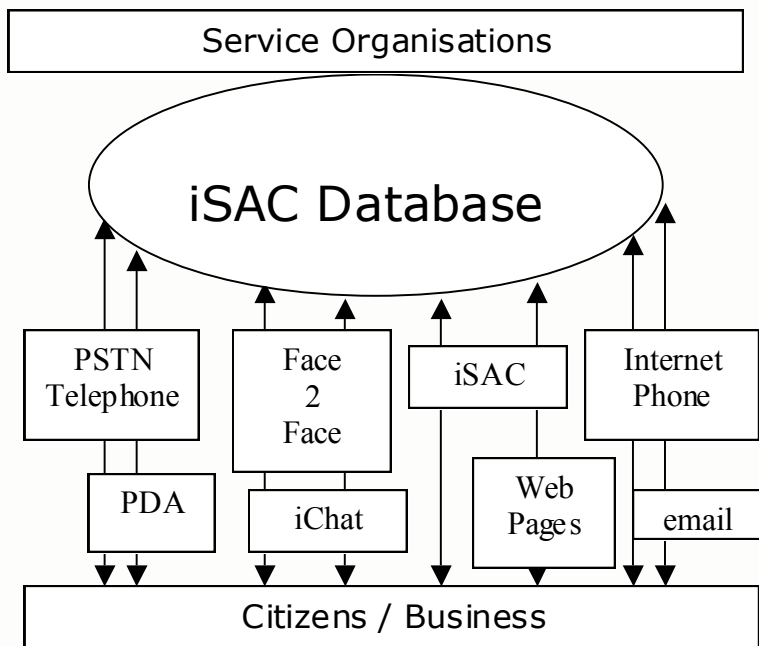 Service Organisations
iSAC Database
PSTN
Telephone
Face
2
Face
iSAC
Internet
Phone
PDA
iChat
Web
Pages
email
Citizens / Business